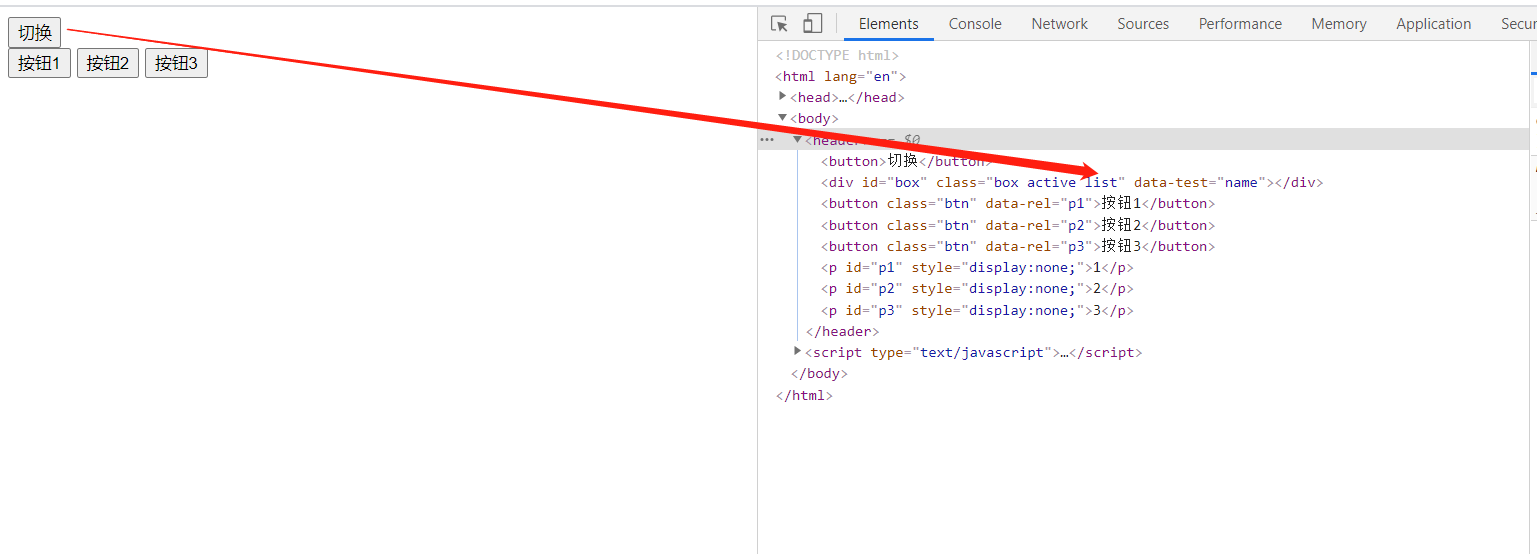 切换
按钮1 按钮2 按钮3
Elements Console Network Sources Performance Memory Application Secur
<!DOCTYPE html>
<html lang="en">
<head>…</head>
<body>
<header> == $0
<button>切换</button>
<div id="box" class="box active list" data-test="name"></div>
<button class="btn" data-rel="p1">按钮1</button>
<button class="btn" data-rel="p2">按钮2</button>
<button class="btn" data-rel="p3">按钮3</button>
<p id="p1" style="display:none;">1</p>
<p id="p2" style="display:none;">2</p>
<p id="p3" style="display:none;">3</p>
</header>
<script type="text/javascript">…</script>
</body>
</html>